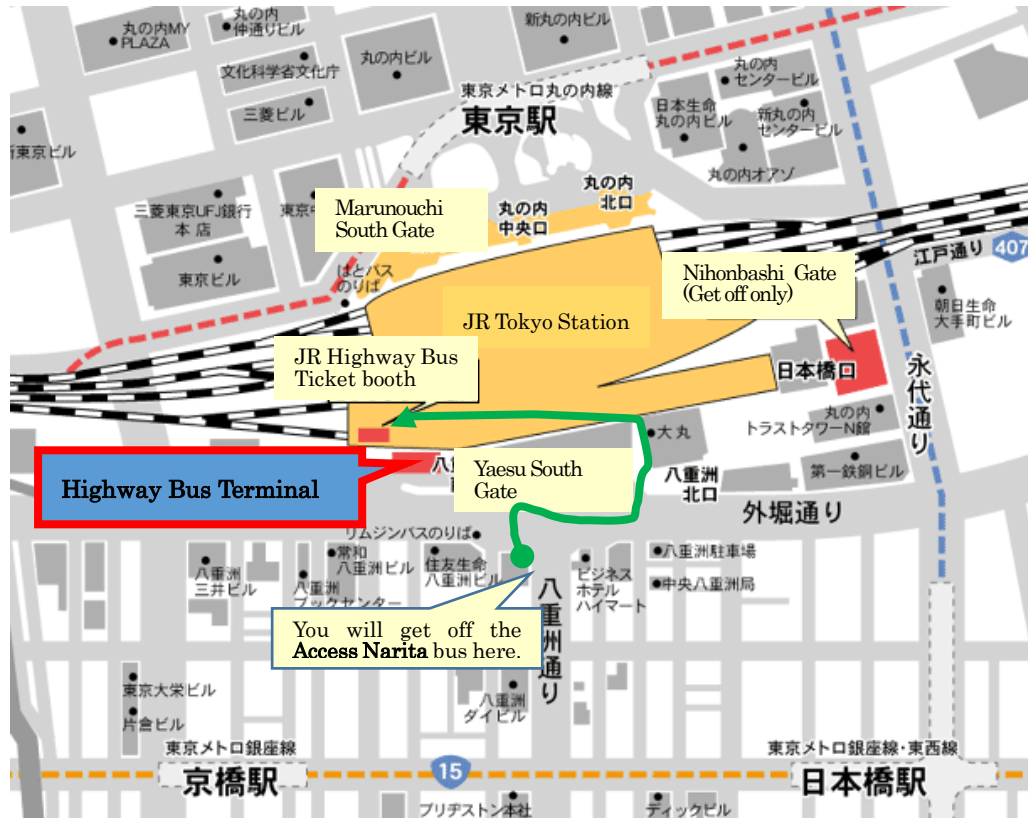 丸の内MY
PLAZA
丸の内
仲通りビル
新丸の内ビル
文化科学省文化庁
丸の内ビル
丸の内
センタービル
三菱ビル
東京メトロ丸の内線
東京駅
日本生命
丸の内ビル
新丸の内
センタービル
新東京ビル
丸の内オアゾ
丸の内
北口
三菱東京UFJ銀行
本店
Marunouchi
South Gate
丸の内
中央口
江戸通り
407
東京ビル
はとバス
のりば
Nihonbashi Gate
(Get off only)
朝日生命
大手町ビル
JR Tokyo Station
JR Highway Bus
Ticket booth
日本橋口
永代通り
丸の内
トラストタワーN館
大丸
Highway Bus Terminal
Yaesu South
Gate
八重洲
北口
第一鉄鋼ビル
外堀通り
リムジンバスのりば
八重洲
三井ビル
常和
八重洲ビル
住友生命
八重洲ビル
八重洲
ブックセンター
ビジネス
ホテル
ハイマート
八重洲駐車場
中央八重洲局
八重洲通り
You will get off the
Access Narita bus here.
東京大栄ビル
片倉ビル
八重洲
ダイビル
東京メトロ銀座線
京橋駅
15
東京メトロ銀座線・東西線
日本橋駅
ブリヂストン本社
ディックビル